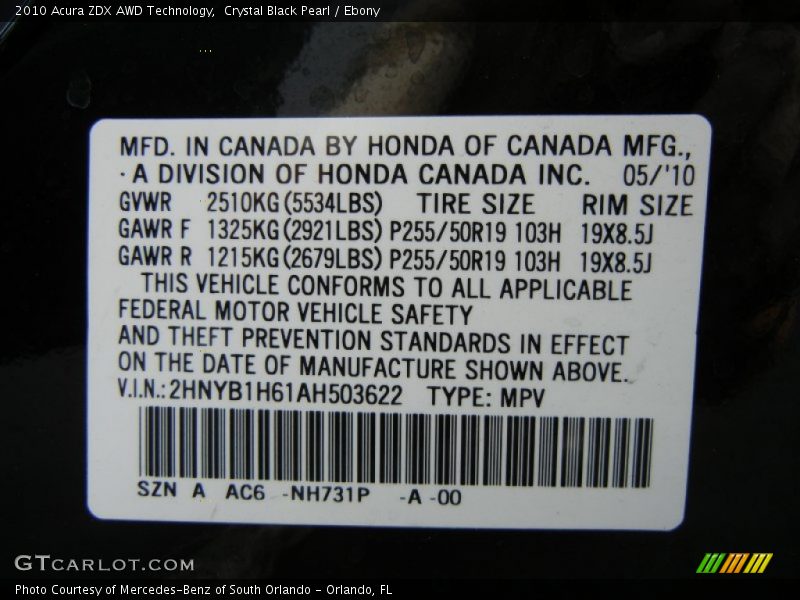 2010 Acura ZDX AWD Technology,  Crystal Black Pearl / Ebony
MFD. IN CANADA BY HONDA OF CANADA MFG.,
A DIVISION OF HONDA CANADA INC. 05/'10
GVWR 2510KG(5534LBS) TIRE SIZE RIM SIZE
GAWR F 1325KG(2921LBS) P255/50R19 103H 19X8.5J
GAWR R 1215KG(2679LBS) P255/50R19 103H 19X8.5J
THIS VEHICLE CONFORMS TO ALL APPLICABLE
FEDERAL MOTOR VEHICLE SAFETY
AND THEFT PREVENTION STANDARDS IN EFFECT
ON THE DATE OF MANUFACTURE SHOWN ABOVE.
V.I.N.:2HNYB1H61AH503622 TYPE: MPV
SZN A AC6 -NH731P -A -00
GTCARLOT.COM
Photo Courtesy of Mercedes-Benz of South Orlando - Orlando, FL